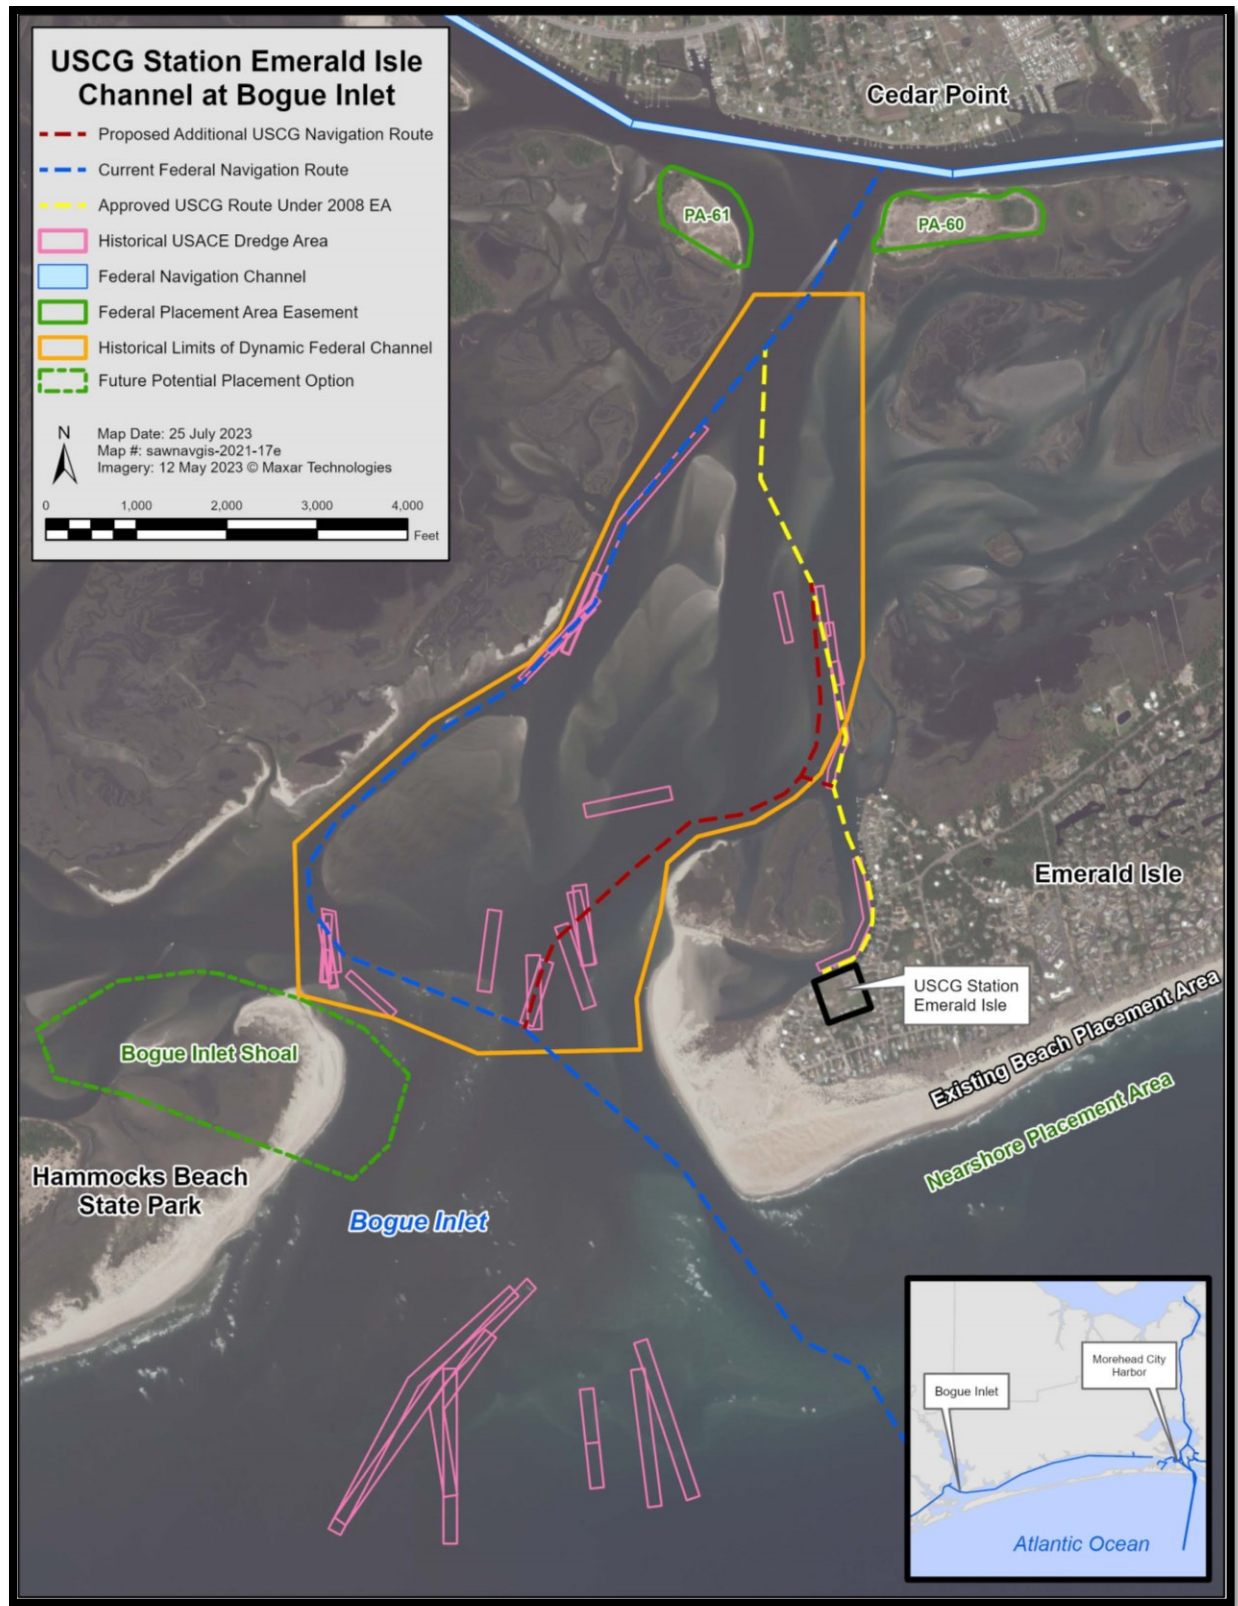 USCG Station Emerald Isle
Channel at Bogue Inlet
Proposed Additional USCG Navigation Route
Current Federal Navigation Route
Approved USCG Route Under 2008 EA
Historical USACE Dredge Area
Federal Navigation Channel
Federal Placement Area Easement
Historical Limits of Dynamic Federal Channel
Future Potential Placement Option
N
Map Date: 25 July 2023
Map #: sawnavgis-2021-17e
Imagery: 12 May 2023 © Maxar Technologies
0 1,000 2,000 3,000 4,000
Feet
Cedar Point
PA-61
PA-60
Emerald Isle
USCG Station
Emerald Isle
Existing Beach Placement Area
Nearshore Placement Area
Bogue Inlet Shoal
Hammocks Beach
State Park
Bogue Inlet
Morehead City
Harbor
Bogue Inlet
Atlantic Ocean